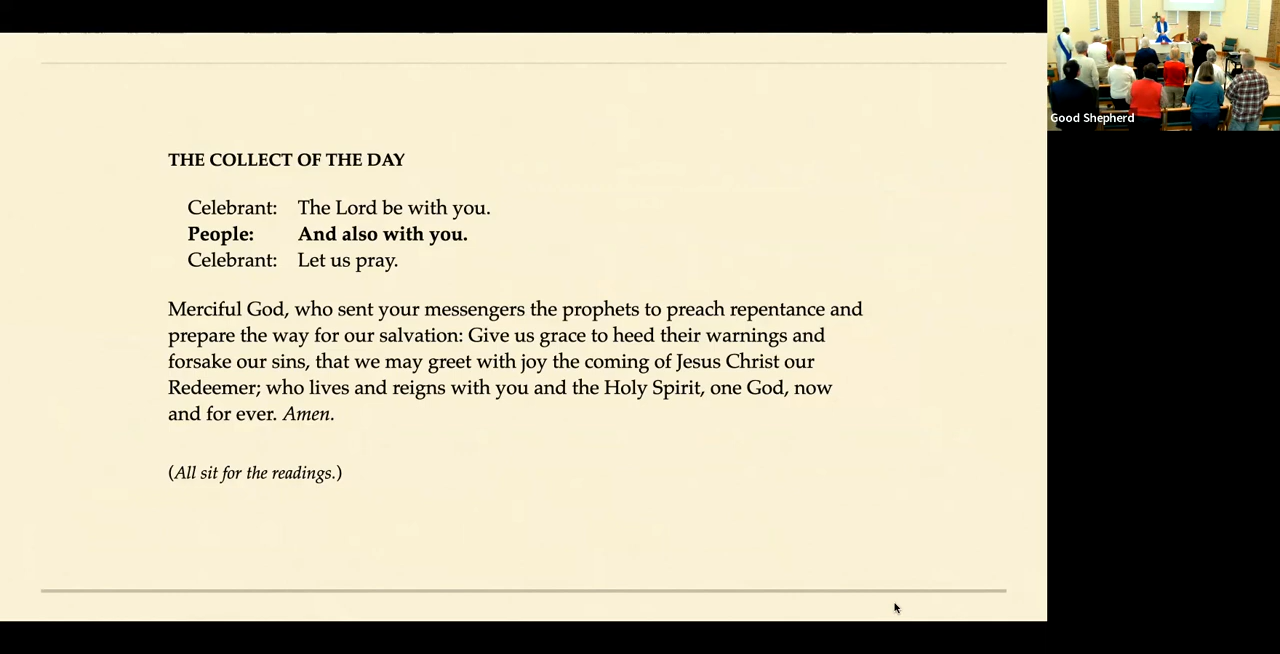 THE COLLECT OF THE DAY
Celebrant: The Lord be with you.
People: And also with you.
Celebrant: Let us pray.
Merciful God, who sent your messengers the prophets to preach repentance and
prepare the way for our salvation: Give us grace to heed their warnings and
forsake our sins, that we may greet with joy the coming of Jesus Christ our
Redeemer; who lives and reigns with you and the Holy Spirit, one God, now
and for ever. Amen.
(All sit for the readings.)
Good Shepherd